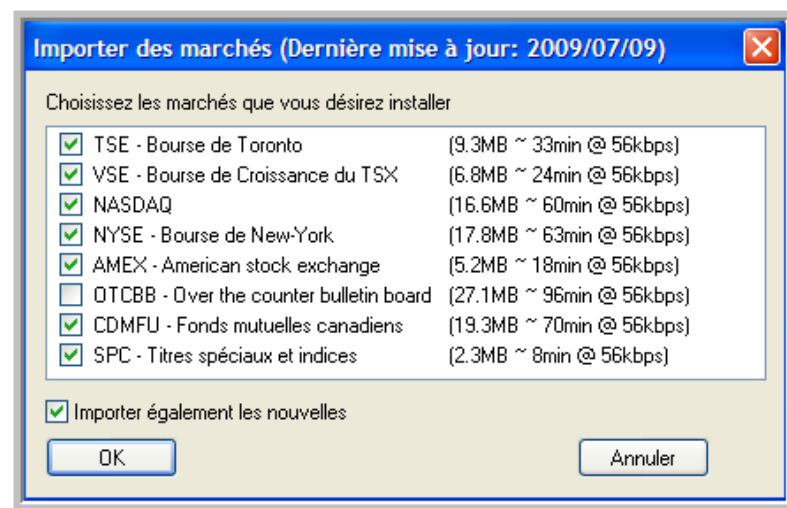 Importer des marchés (Dernière mise à jour: 2009/07/09)
Choisissez les marchés que vous désirez installer
TSE - Bourse de Toronto (9.3MB ~ 33min @ 56kbps)
VSE - Bourse de Croissance du TSX (6.8MB ~ 24min @ 56kbps)
NASDAQ (16.6MB ~ 60min @ 56kbps)
NYSE - Bourse de New-York (17.8MB ~ 63min @ 56kbps)
AMEX - American stock exchange (5.2MB ~ 18min @ 56kbps)
OTCBB - Over the counter bulletin board (27.1MB ~ 96min @ 56kbps)
CDMFU - Fonds mutuelles canadiens (19.3MB ~ 70min @ 56kbps)
SPC - Titres spéciaux et indices (2.3MB ~ 8min @ 56kbps)
Importer également les nouvelles
OK Annuler